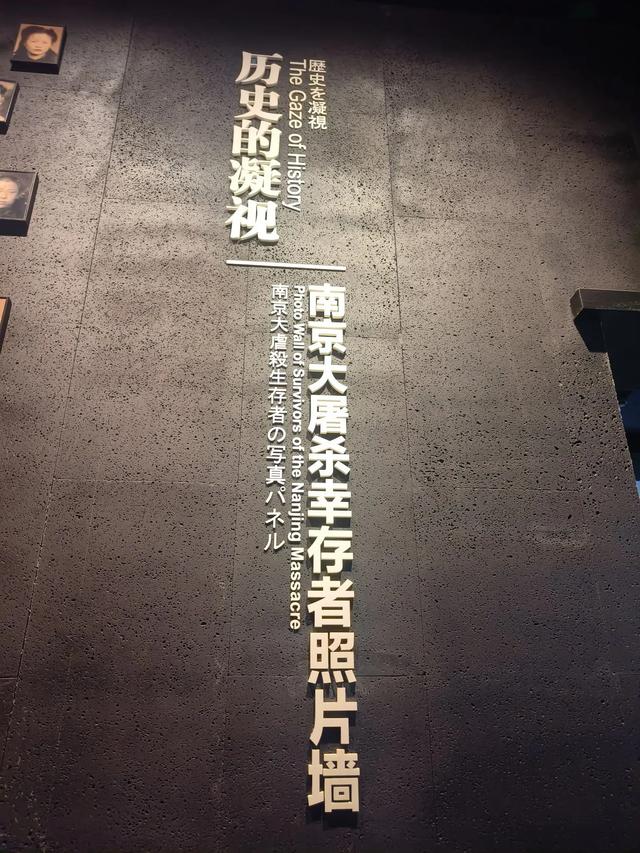 历史的凝视
The Gaze of History
歴史を凝視
南京大屠杀幸存者照片墙
Photo Wall of Survivors of the Nanjing Massacre
南京大虐殺生存者の写真パネル